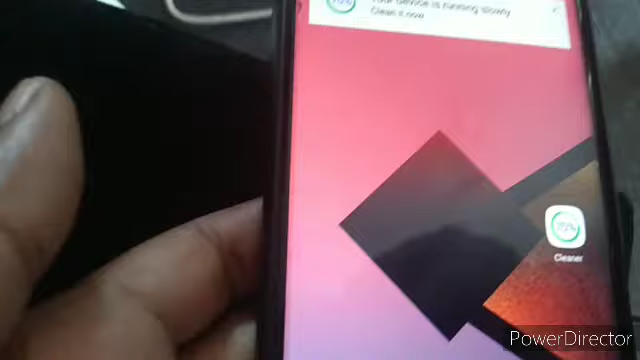 Your device is running slowly
Clean it now
Cleaner
PowerDirector